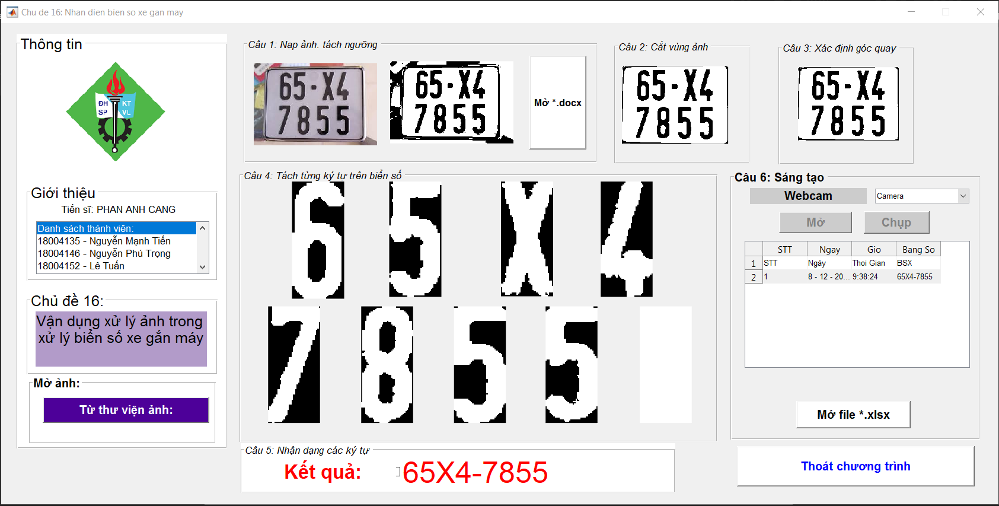 Chu de 16: Nhan dien bien so xe gan may
Thông tin
ĐH KT
SP VL
Giới thiệu
Tiến sĩ: PHAN ANH CANG
Danh sách thành viên:
18004135 - Nguyễn Mạnh Tiến
18004146 - Nguyễn Phú Trọng
18004152 - Lê Tuấn
Chủ đề 16:
Vận dụng xử lý ảnh trong
xử lý biển số xe gắn máy
Mở ảnh:
Từ thư viện ảnh:
Câu 1: Nạp ảnh. tách ngưỡng
65-X4
7855
65-X4
7855
Mở *.docx
Câu 2: Cắt vùng ảnh
65-X4
7855
Câu 3: Xác định góc quay
65-X4
7855
Câu 4: Tách từng ký tự trên biển số
6 5 X 4
7 8 5 5
Câu 5: Nhận dạng các ký tự
Kết quả: 65X4-7855
Câu 6: Sáng tạo
Webcam Camera
Mở Chụp
STT Ngay Gio Bang So
1 STT Ngày Thoi Gian BSX
2 1 8 - 12 - 20... 9:38:24 65X4-7855
Mở file *.xlsx
Thoát chương trình